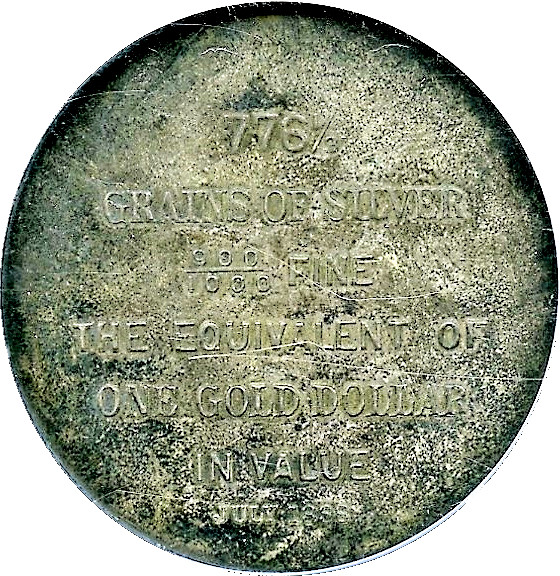 776
GRAINS OF SILVER
900
1000 FINE
THE EQUIVALENT OF
ONE GOLD DOLLAR
IN VALUE
JULY